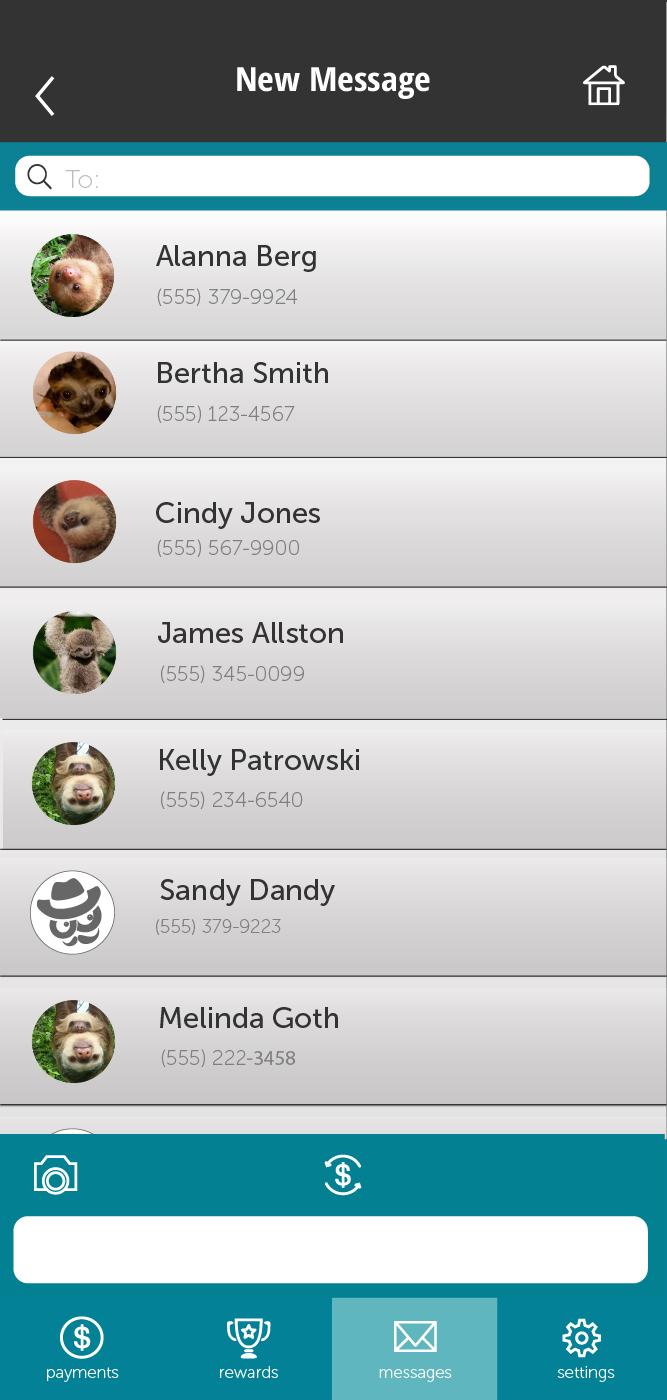 New Message
To:
Alanna Berg
(555) 379-9924
Bertha Smith
(555) 123-4567
Cindy Jones
(555) 567-9900
James Allston
(555) 345-0099
Kelly Patrowski
(555) 234-6540
Sandy Dandy
(555) 379-9223
Melinda Goth
(555) 222-3458
$
$
payments
rewards
messages
settings